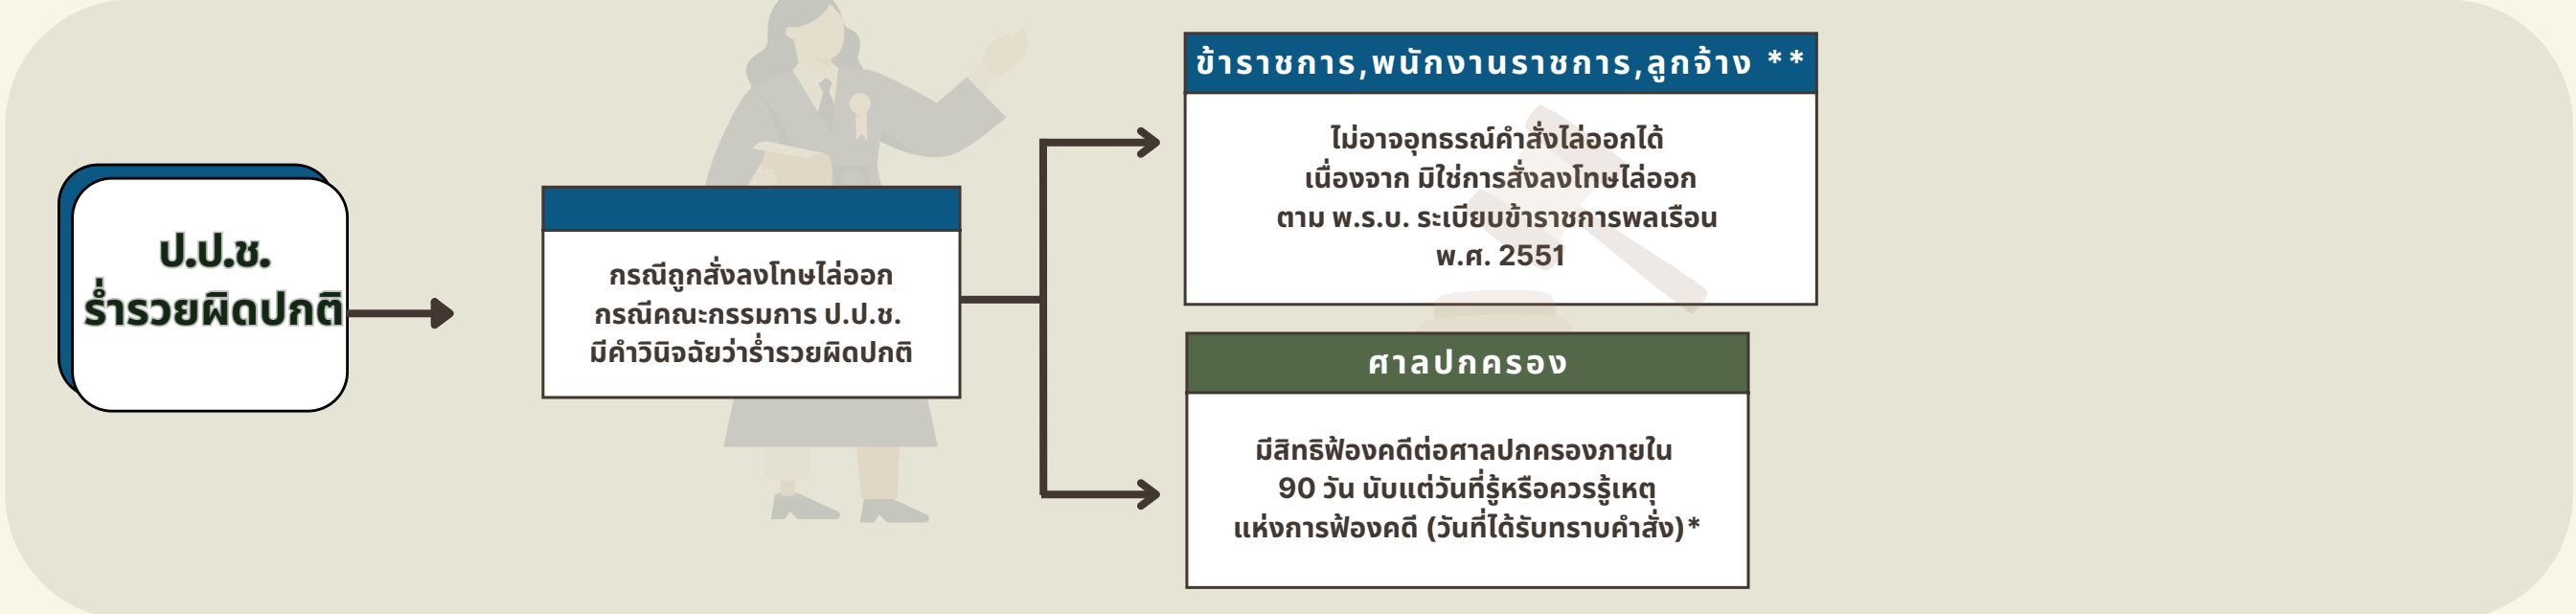 ป.ป.ช.
ร่ำรวยผิดปกติ
กรณีถูกสั่งลงโทษไล่ออก
กรณีคณะกรรมการ ป.ป.ช.
มีคำวินิจฉัยว่าร่ำรวยผิดปกติ
ข้าราชการ,พนักงานราชการ,ลูกจ้าง **
ไม่อาจอุทธรณ์คำสั่งไล่ออกได้
เนื่องจาก มิใช่การสั่งลงโทษไล่ออก
ตาม พ.ร.บ. ระเบียบข้าราชการพลเรือน
พ.ศ. 2551
ศาลปกครอง
มีสิทธิฟ้องคดีต่อศาลปกครองภายใน
90 วัน นับแต่วันที่รู้หรือควรรู้เหตุ
แห่งการฟ้องคดี (วันที่ได้รับทราบคำสั่ง)*